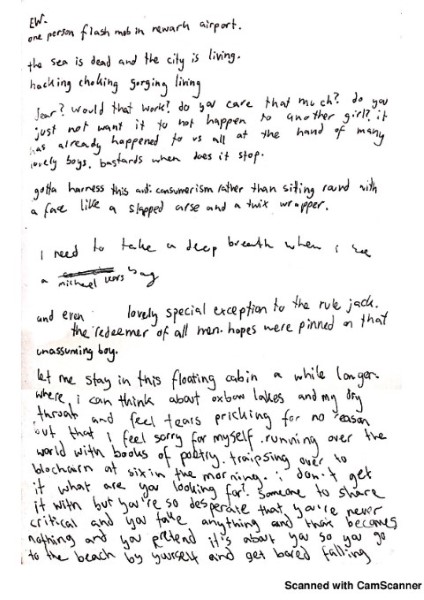 EW.
one person flash mob in newark airport.
the sea is dead and the city is living.
hacking choking gorging living
fear? would that work? do you care that much? do you
just not want it to not happen to another girl? it
has already happened to us all at the hand of many
lovely boys. bastards when does it stop.
gotta harness this anti consumerism rather than sitting round with
a face like a slapped arse and a twix wrapper.
i need to take a deep breath when i see
a michael kors bag
and even lovely special exception to the rule jack.
the redeemer of all men. hopes were pinned on that
unassuming boy.
let me stay in this floating cabin a while longer.
where i can think about oxbow lakes and my dry
throat and feel tears pricking for no reason
but that i feel sorry for myself. running over the
world with books of poetry. traipsing over to
at six in the morning. i don't get
it what are you looking for? someone to share
it with but you're so desperate that you're never
critical and you take anything and that becomes
nothing and you pretend it's about you so you go
to the beach by yourself and get bored falling
Scanned with CamScanner